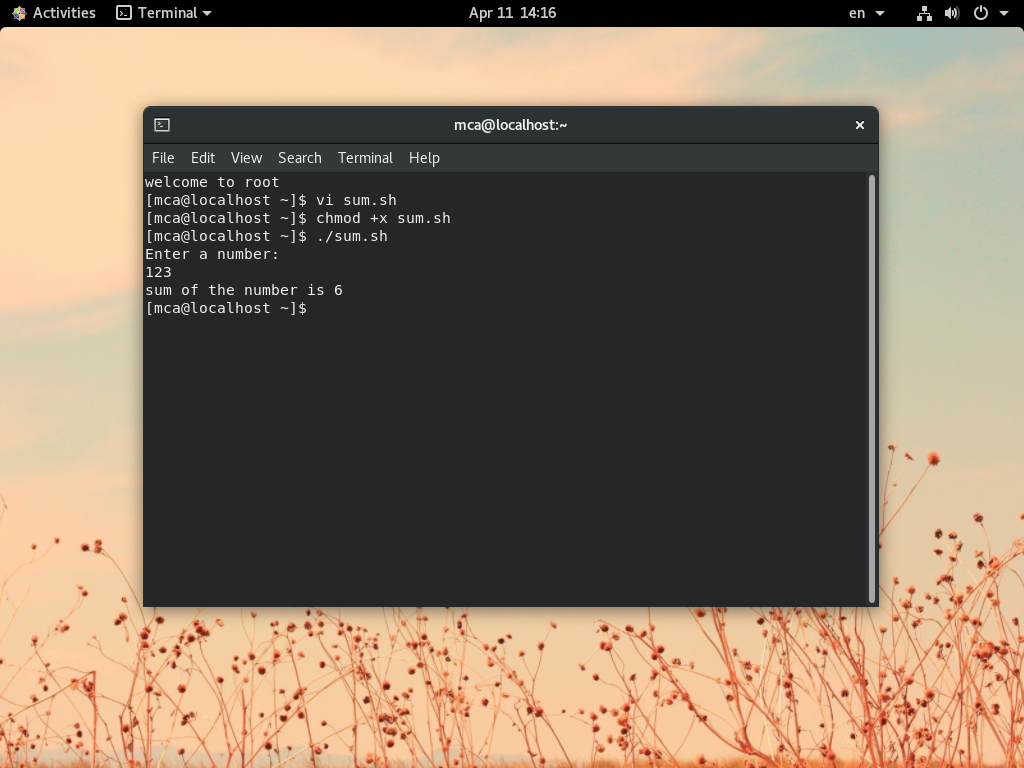 Activities Terminal Apr 11 14:16 en
mca@localhost:~
File Edit View Search Terminal Help
welcome to root
[mca@localhost ~]$ vi sum.sh
[mca@localhost ~]$ chmod +x sum.sh
[mca@localhost ~]$ ./sum.sh
Enter a number:
123
sum of the number is 6
[mca@localhost ~]$